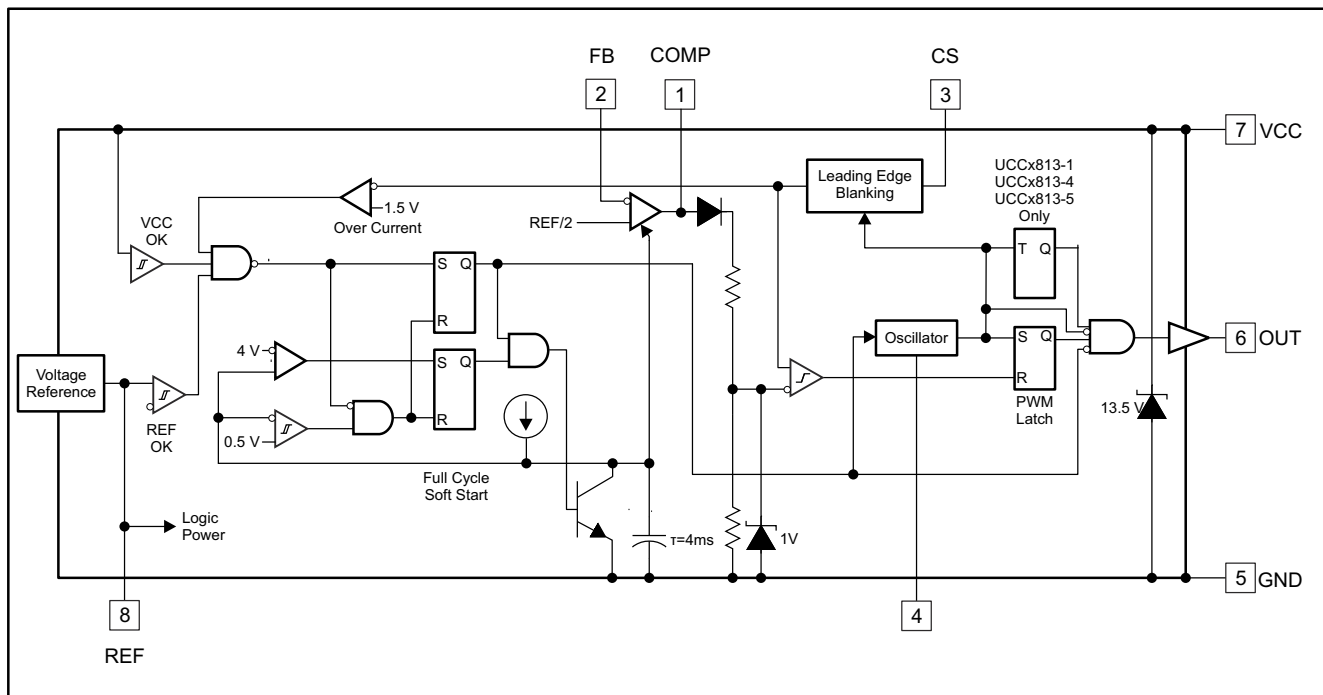 FB
COMP
CS
2
1
3
7
VCC
UCCx813-1
UCCx813-4
UCCx813-5
Only
Leading Edge
Blanking
1.5 V
Over Current
REF/2
VCC
OK
T
Q
S
Q
R
Oscillator
S
Q
R
PWM
Latch
6
OUT
4 V
S
Q
R
Voltage
Reference
REF
OK
0.5 V
13.5 V
Full Cycle
Soft Start
Logic
Power
τ=4ms
1V
5
GND
8
4
REF